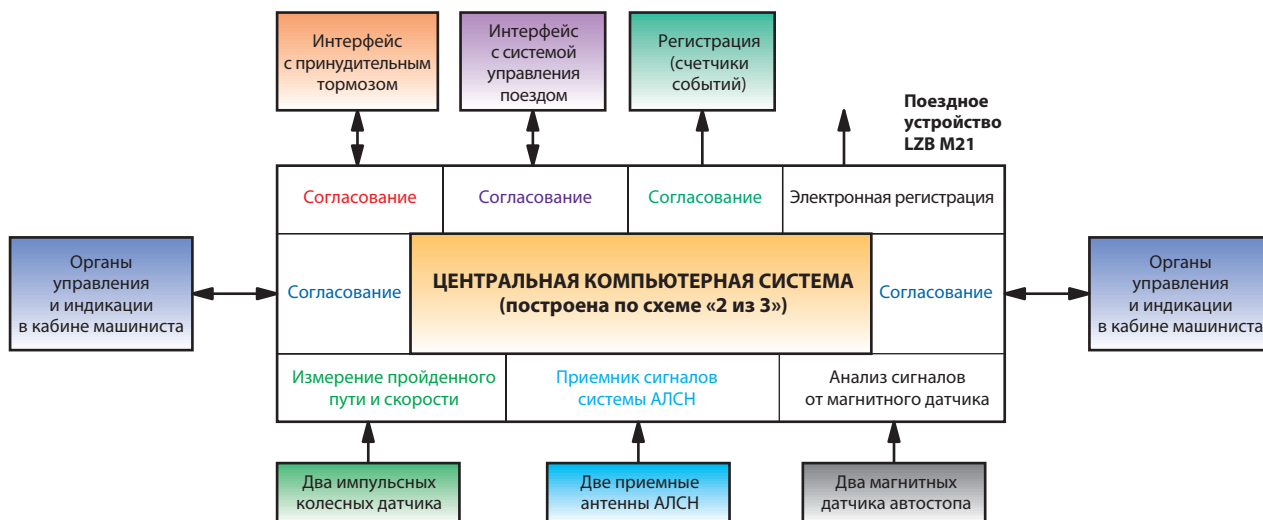 Интерфейс
с принудительным
тормозом
Интерфейс
с системой
управления
поездом
Регистрация
(счетчики
событий)
Поездное
устройство
LZB M21
Согласование
Согласование
Согласование
Электронная регистрация
Органы
управления
и индикации
в кабине машиниста
Согласование
ЦЕНТРАЛЬНАЯ КОМПЬЮТЕРНАЯ СИСТЕМА
(построена по схеме «2 из 3»)
Согласование
Органы
управления
и индикации
в кабине машиниста
Измерение пройденного
пути и скорости
Приемник сигналов
системы АЛСН
Анализ сигналов
от магнитного датчика
Два импульсных
колесных датчика
Две приемные
антенны АЛСН
Два магнитных
датчика автостопа